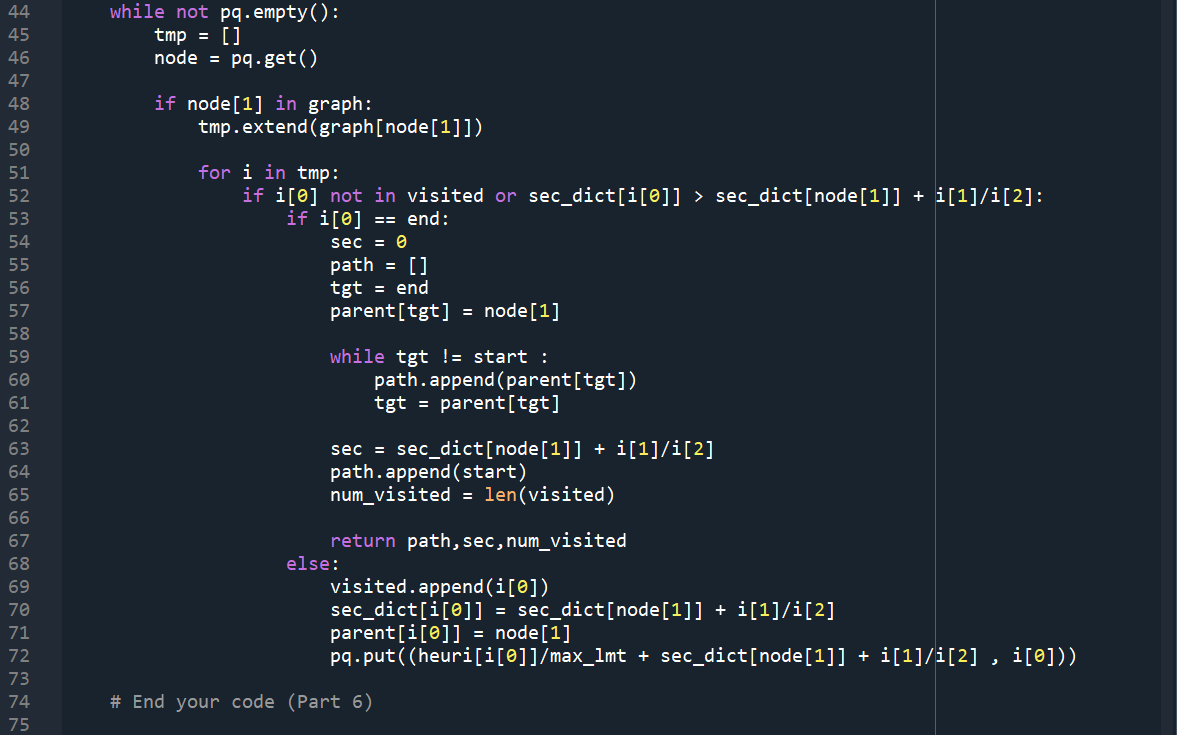 44 while not pq.empty():
45 tmp = []
46 node = pq.get()
47
48 if node[1] in graph:
49 tmp.extend(graph[node[1]])
50
51 for i in tmp:
52 if i[0] not in visited or sec_dict[i[0]] > sec_dict[node[1]] + i[1]/i[2]:
53 if i[0] == end:
54 sec = 0
55 path = []
56 tgt = end
57 parent[tgt] = node[1]
58
59 while tgt != start :
60 path.append(parent[tgt])
61 tgt = parent[tgt]
62
63 sec = sec_dict[node[1]] + i[1]/i[2]
64 path.append(start)
65 num_visited = len(visited)
66
67 return path,sec,num_visited
68 else:
69 visited.append(i[0])
70 sec_dict[i[0]] = sec_dict[node[1]] + i[1]/i[2]
71 parent[i[0]] = node[1]
72 pq.put((heuri[i[0]]/max_lmt + sec_dict[node[1]] + i[1]/i[2] , i[0]))
73
74 # End your code (Part 6)
75